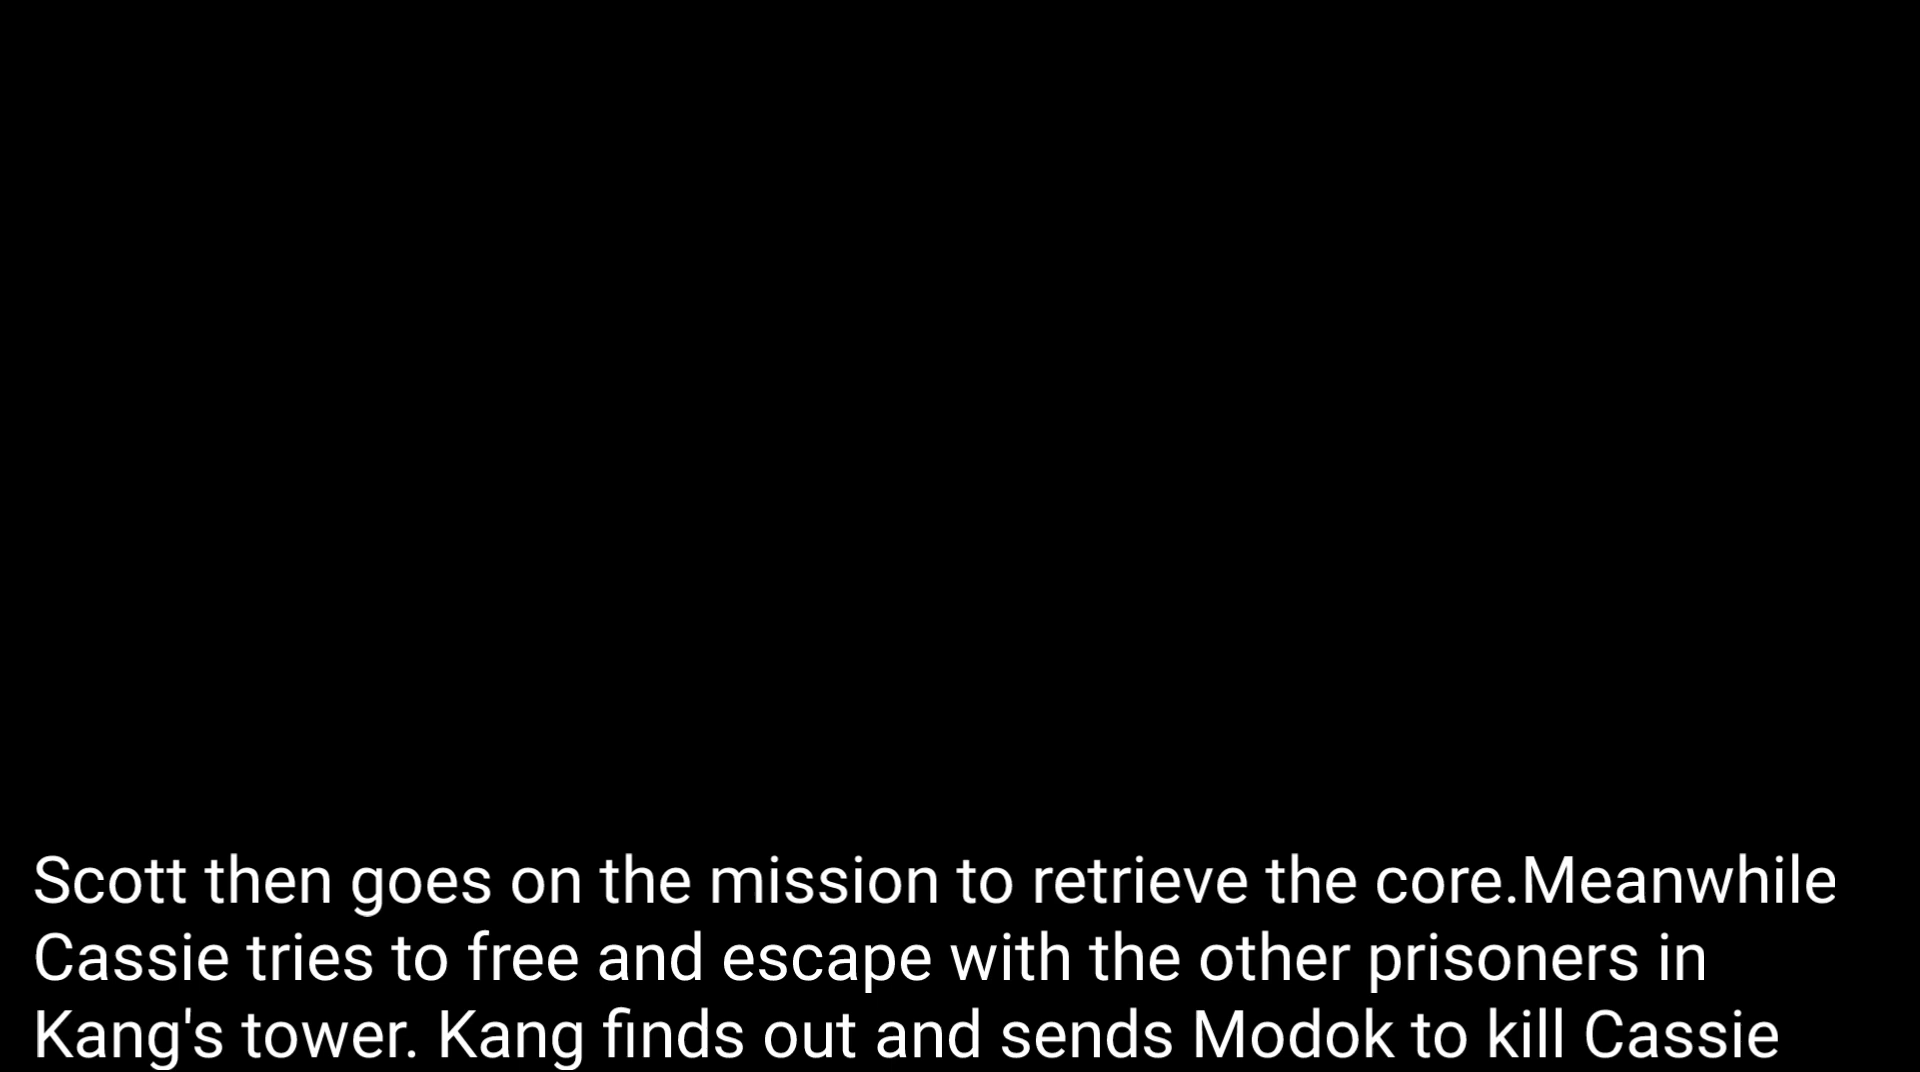 Scott then goes on the mission to retrieve the core.Meanwhile
Cassie tries to free and escape with the other prisoners in
Kang's tower. Kang finds out and sends Modok to kill Cassie